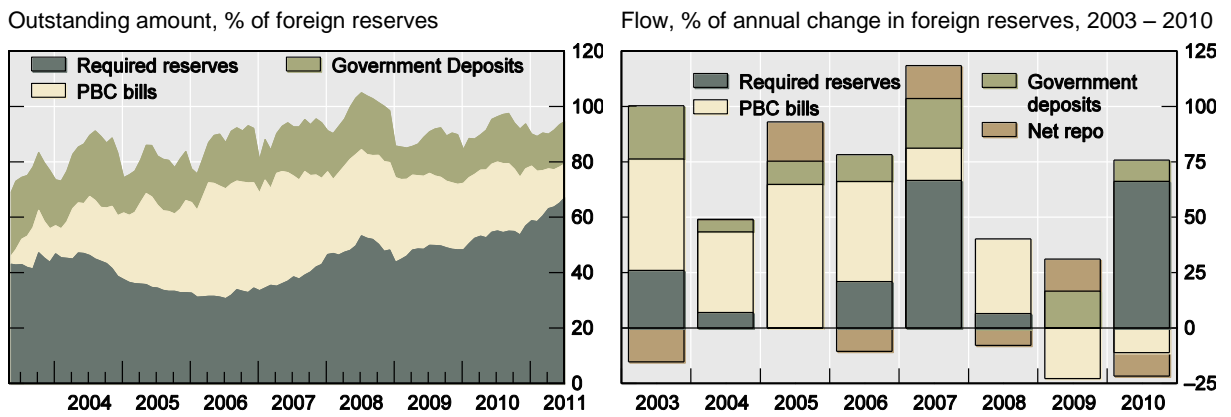 Outstanding amount, % of foreign reserves
Required reserves
Government Deposits
PBC bills
120
100
80
60
40
20
0
2004 2005 2006 2007 2008 2009 2010 2011
Flow, % of annual change in foreign reserves, 2003 – 2010
Required reserves
PBC bills
Government
deposits
Net repo
125
100
75
50
25
0
–25
2003 2004 2005 2006 2007 2008 2009 2010